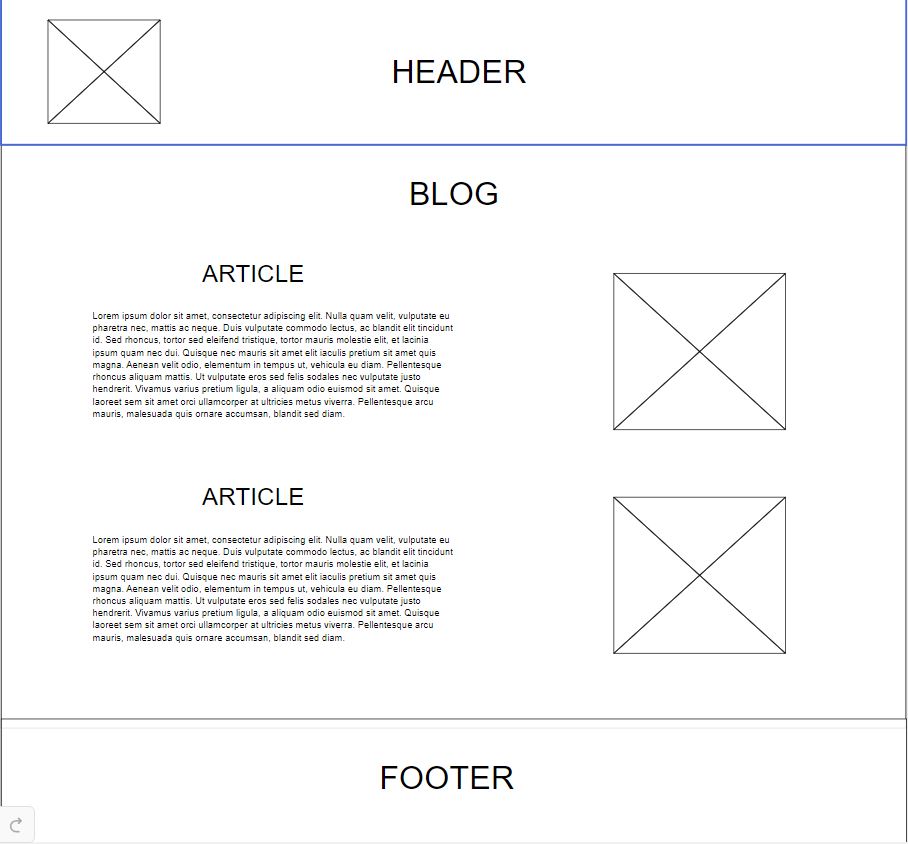 HEADER
BLOG
ARTICLE
Lorem ipsum dolor sit amet, consectetur adipiscing elit. Nulla quam velit, vulputate eu
pharetra nec, mattis ac neque. Duis vulputate commodo lectus, ac blandit elit tincidunt
id. Sed rhoncus, tortor sed eleifend tristique, tortor mauris molestie elit, et lacinia
ipsum quam nec dui. Quisque nec mauris sit amet elit iaculis pretium sit amet quis
magna. Aenean velit odio, elementum in tempus ut, vehicula eu diam. Pellentesque
rhoncus aliquam mattis. Ut vulputate eros sed felis sodales nec vulputate justo
hendrerit. Vivamus varius pretium ligula, a aliquam odio euismod sit amet. Quisque
laoreet sem sit amet orci ullamcorper at ultricies metus viverra. Pellentesque arcu
mauris, malesuada quis ornare accumsan, blandit sed diam.
ARTICLE
Lorem ipsum dolor sit amet, consectetur adipiscing elit. Nulla quam velit, vulputate eu
pharetra nec, mattis ac neque. Duis vulputate commodo lectus, ac blandit elit tincidunt
id. Sed rhoncus, tortor sed eleifend tristique, tortor mauris molestie elit, et lacinia
ipsum quam nec dui. Quisque nec mauris sit amet elit iaculis pretium sit amet quis
magna. Aenean velit odio, elementum in tempus ut, vehicula eu diam. Pellentesque
rhoncus aliquam mattis. Ut vulputate eros sed felis sodales nec vulputate justo
hendrerit. Vivamus varius pretium ligula, a aliquam odio euismod sit amet. Quisque
laoreet sem sit amet orci ullamcorper at ultricies metus viverra. Pellentesque arcu
mauris, malesuada quis ornare accumsan, blandit sed diam.
FOOTER